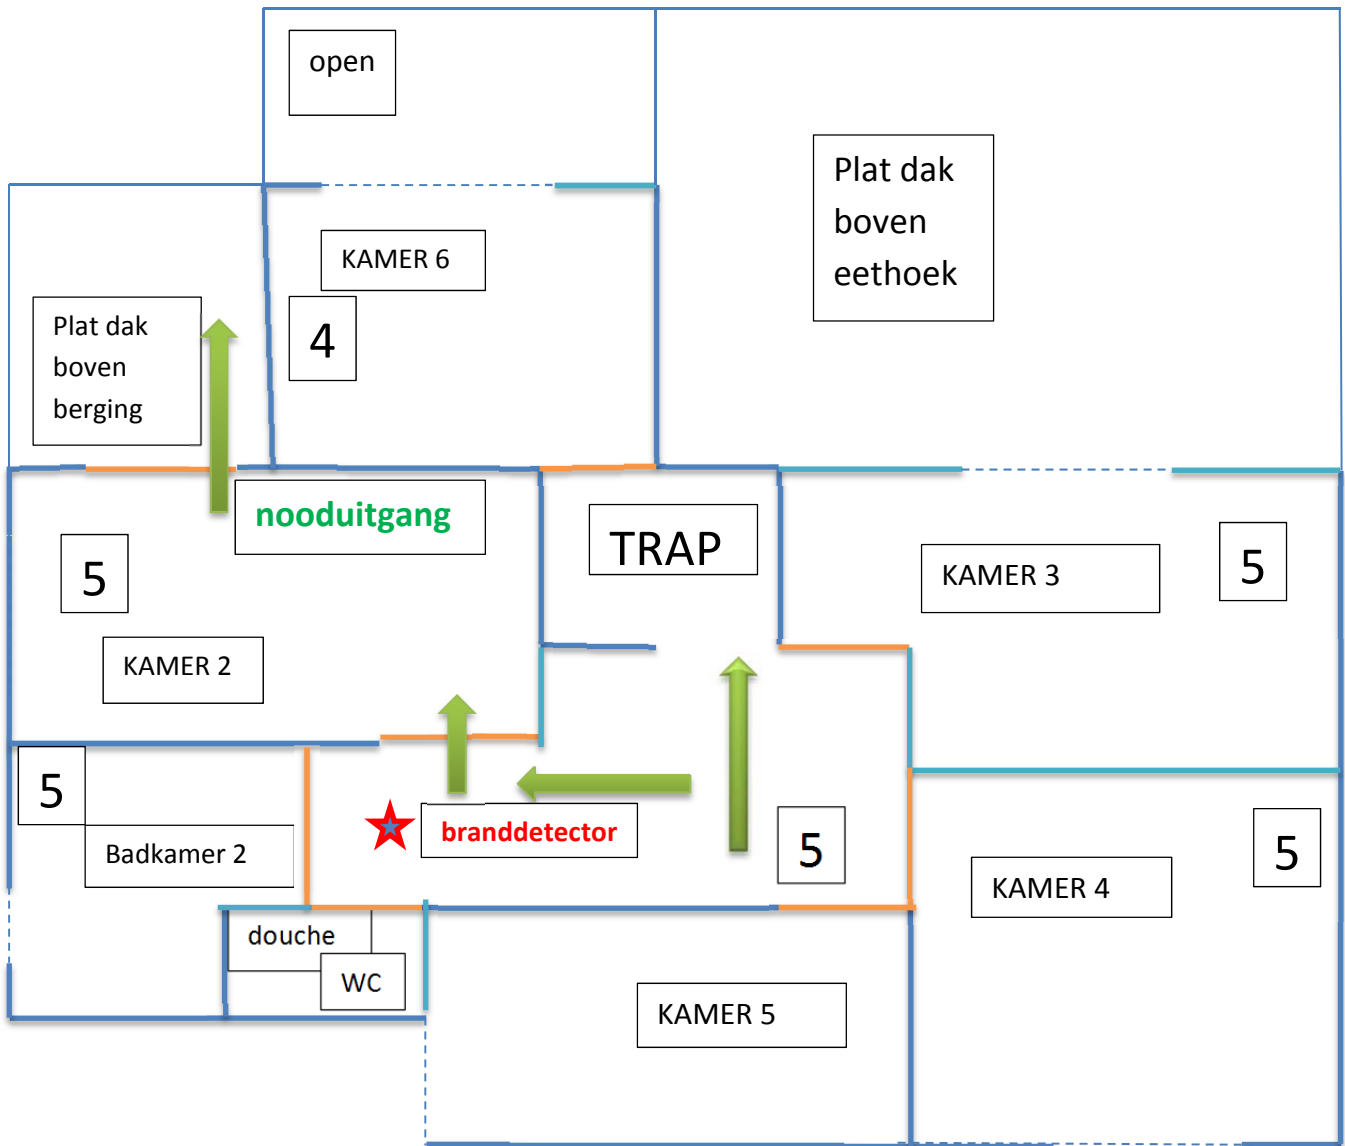 open
Plat dak
boven
eethoek
KAMER 6
4
Plat dak
boven
berging
nooduitgang
TRAP
5
KAMER 3
5
KAMER 2
5
Badkamer 2
branddetector
5
KAMER 4
5
douche
WC
KAMER 5